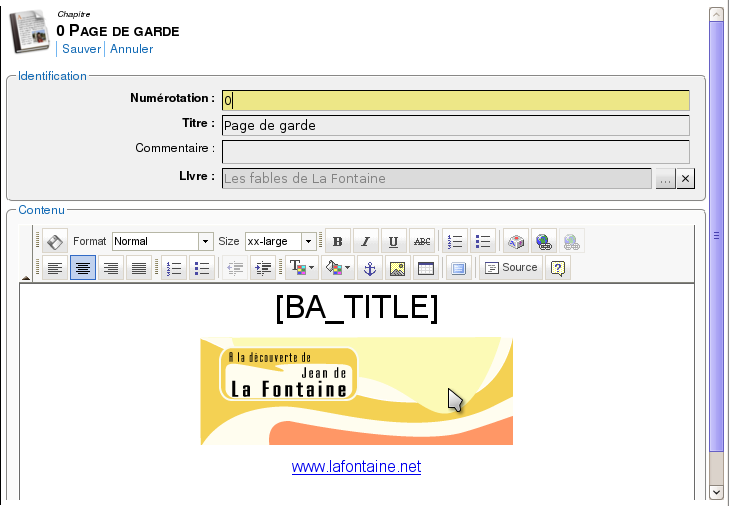 Chapitre
0 PAGE DE GARDE
Sauver Annuler
Identification
Numérotation : 0
Titre : Page de garde
Commentaire :
LIvre : Les fables de La Fontaine ... ×
Contenu
Format Normal Size xx-large B I U ABC
Source
[BA_TITLE]
A la découverte de
Jean de
La Fontaine
www.lafontaine.net